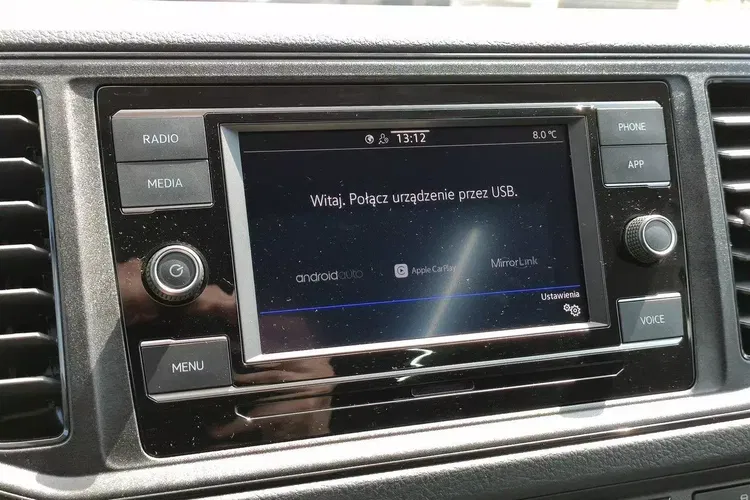 RADIO
MEDIA
MENU
13:12
8.0 °C
Witaj. Połącz urządzenie przez USB.
androidauto
Apple CarPlay
MirrorLink
Ustawienia
PHONE
APP
VOICE